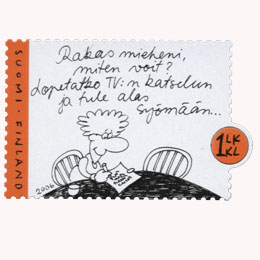 Rakas mieheni,
miten voit?
Lopetatko TV:n katselun
ja tule alas
syömään...
SUOMI · FINLAND
1 LK
KL
2006